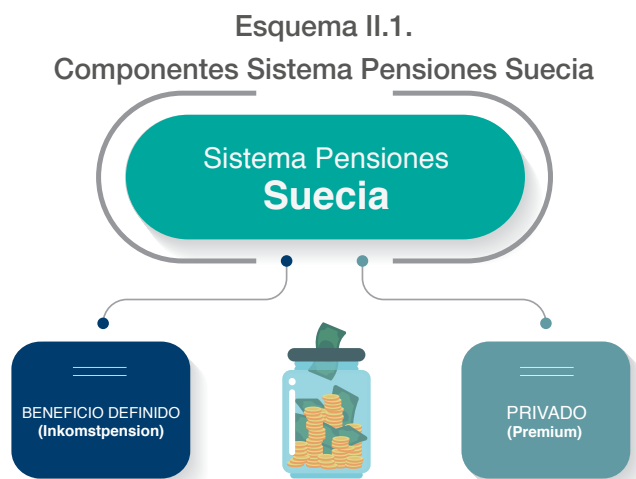 Esquema II.1.
Componentes Sistema Pensiones Suecia
Sistema Pensiones
Suecia
BENEFICIO DEFINIDO
(Inkomstpension)
PRIVADO
(Premium)